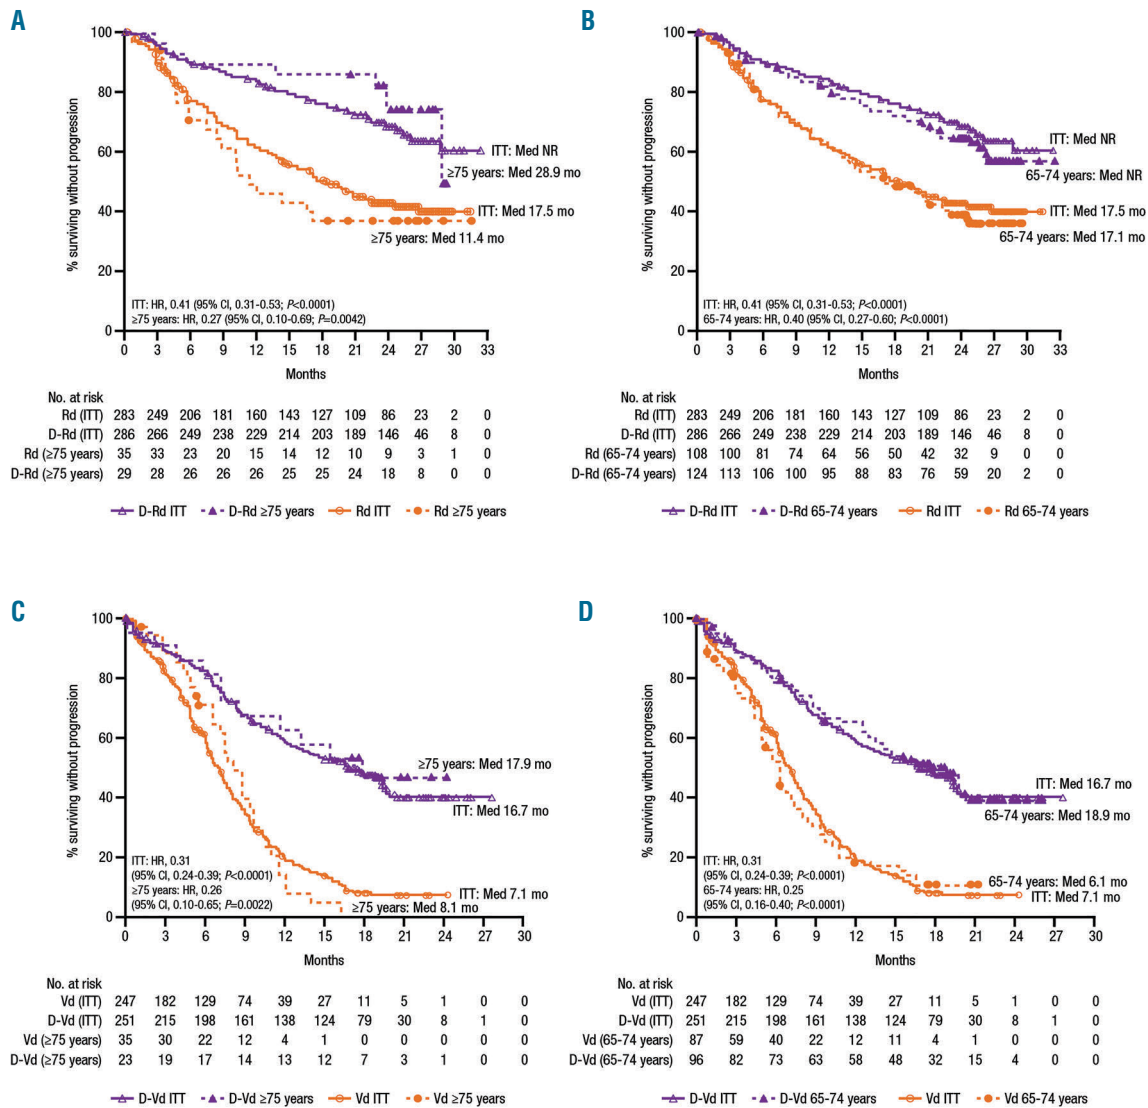 A
% surviving without progression
100
80
60
40
20
0
ITT: Med NR
≥75 years: Med 28.9 mo
ITT: Med 17.5 mo
≥75 years: Med 11.4 mo
ITT: HR, 0.41 (95% CI, 0.31-0.53; P<0.0001)
≥75 years: HR, 0.27 (95% CI, 0.10-0.69; P=0.0042)
0 3 6 9 12 15 18 21 24 27 30 33
Months
No. at risk
Rd (ITT) 283 249 206 181 160 143 127 109 86 23 2 0
D-Rd (ITT) 286 266 249 238 229 214 203 189 146 46 8 0
Rd (≥75 years) 35 33 23 20 15 14 12 10 9 3 1 0
D-Rd (≥75 years) 29 28 26 26 26 25 25 24 18 8 0 0
D-Rd ITT D-Rd ≥75 years Rd ITT Rd ≥75 years
B
% surviving without progression
100
80
60
40
20
0
ITT: Med NR
65-74 years: Med NR
ITT: Med 17.5 mo
65-74 years: Med 17.1 mo
ITT: HR, 0.41 (95% CI, 0.31-0.53; P<0.0001)
65-74 years: HR, 0.40 (95% CI, 0.27-0.60; P<0.0001)
0 3 6 9 12 15 18 21 24 27 30 33
Months
No. at risk
Rd (ITT) 283 249 206 181 160 143 127 109 86 23 2 0
D-Rd (ITT) 286 266 249 238 229 214 203 189 146 46 8 0
Rd (65-74 years) 108 100 81 74 64 56 50 42 32 9 0 0
D-Rd (65-74 years) 124 113 106 100 95 88 83 76 59 20 2 0
D-Rd ITT D-Rd 65-74 years Rd ITT Rd 65-74 years
C
% surviving without progression
100
80
60
40
20
0
≥75 years: Med 17.9 mo
ITT: Med 16.7 mo
ITT: Med 7.1 mo
≥75 years: Med 8.1 mo
ITT: HR, 0.31
(95% CI, 0.24-0.39; P<0.0001)
≥75 years: HR, 0.26
(95% CI, 0.10-0.65; P=0.0022)
0 3 6 9 12 15 18 21 24 27 30
Months
No. at risk
Vd (ITT) 247 182 129 74 39 27 11 5 1 0 0
D-Vd (ITT) 251 215 198 161 138 124 79 30 8 1 0
Vd (≥75 years) 35 30 22 12 4 1 0 0 0 0 0
D-Vd (≥75 years) 23 19 17 14 13 12 7 3 1 0 0
D-Vd ITT D-Vd ≥75 years Vd ITT Vd ≥75 years
D
% surviving without progression
100
80
60
40
20
0
ITT: Med 16.7 mo
65-74 years: Med 18.9 mo
65-74 years: Med 6.1 mo
ITT: Med 7.1 mo
ITT: HR, 0.31
(95% CI, 0.24-0.39; P<0.0001)
65-74 years: HR, 0.25
(95% CI, 0.16-0.40; P<0.0001)
0 3 6 9 12 15 18 21 24 27 30
Months
No. at risk
Vd (ITT) 247 182 129 74 39 27 11 5 1 0 0
D-Vd (ITT) 251 215 198 161 138 124 79 30 8 1 0
Vd (65-74 years) 87 59 40 22 12 11 4 1 0 0 0
D-Vd (65-74 years) 96 82 73 63 58 48 32 15 4 0 0
D-Vd ITT D-Vd 65-74 years Vd ITT Vd 65-74 years